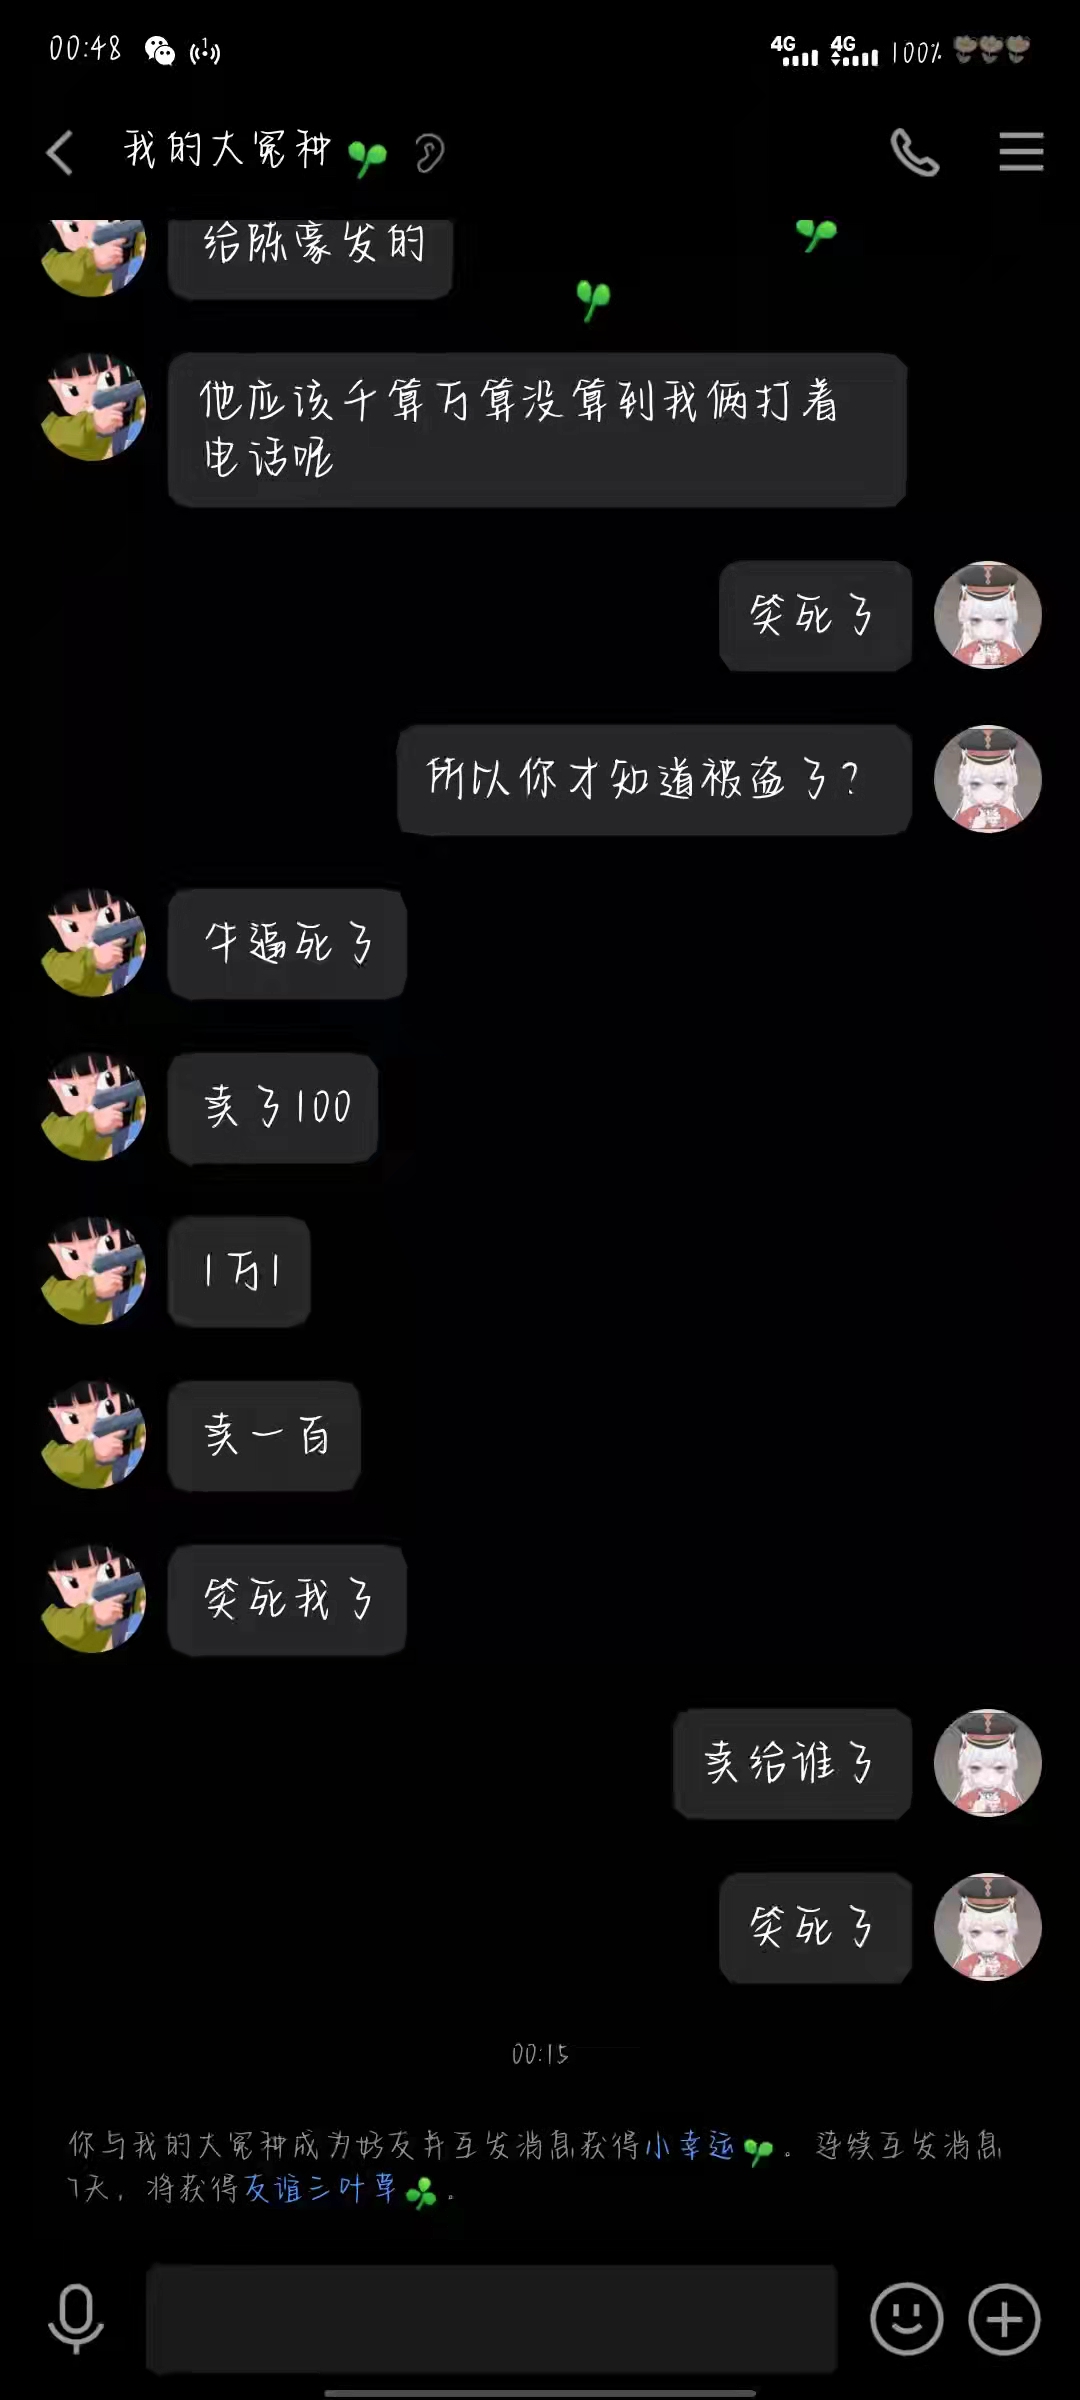 00:48
4G 4G 100%
我的大冤种
给陈豪发的
他应该千算万算没算到我俩打着
电话呢
笑死了
所以你才知道被盗了?
牛逼死了
卖了100
1万1
卖一百
笑死我了
卖给谁了
笑死了
00:15
你与我的大冤种成为好友并互发消息获得小幸运。连续互发消息
7天，将获得友谊三叶草。